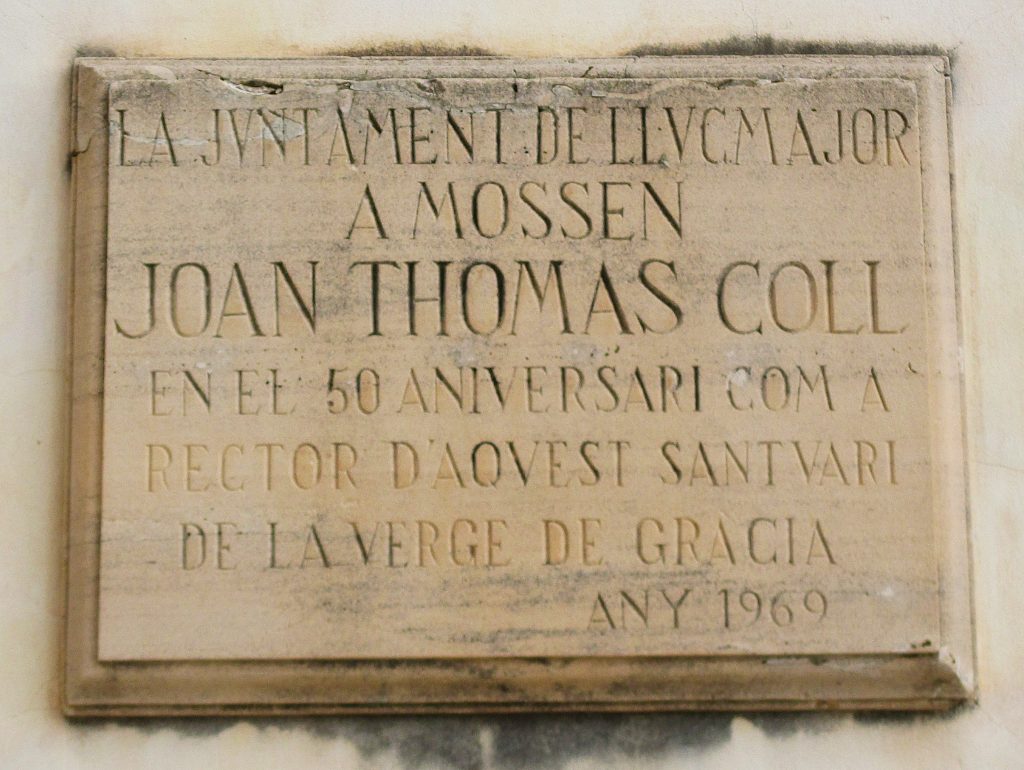 LA JVNTAMENT DE LLVCMAJOR
A MOSSEN
JOAN THOMAS COLL
EN EL 50 ANIVERSARI COM A
RECTOR D'AQVEST SANTVARI
DE LA VERGE DE GRÀCIA
ANY 1969